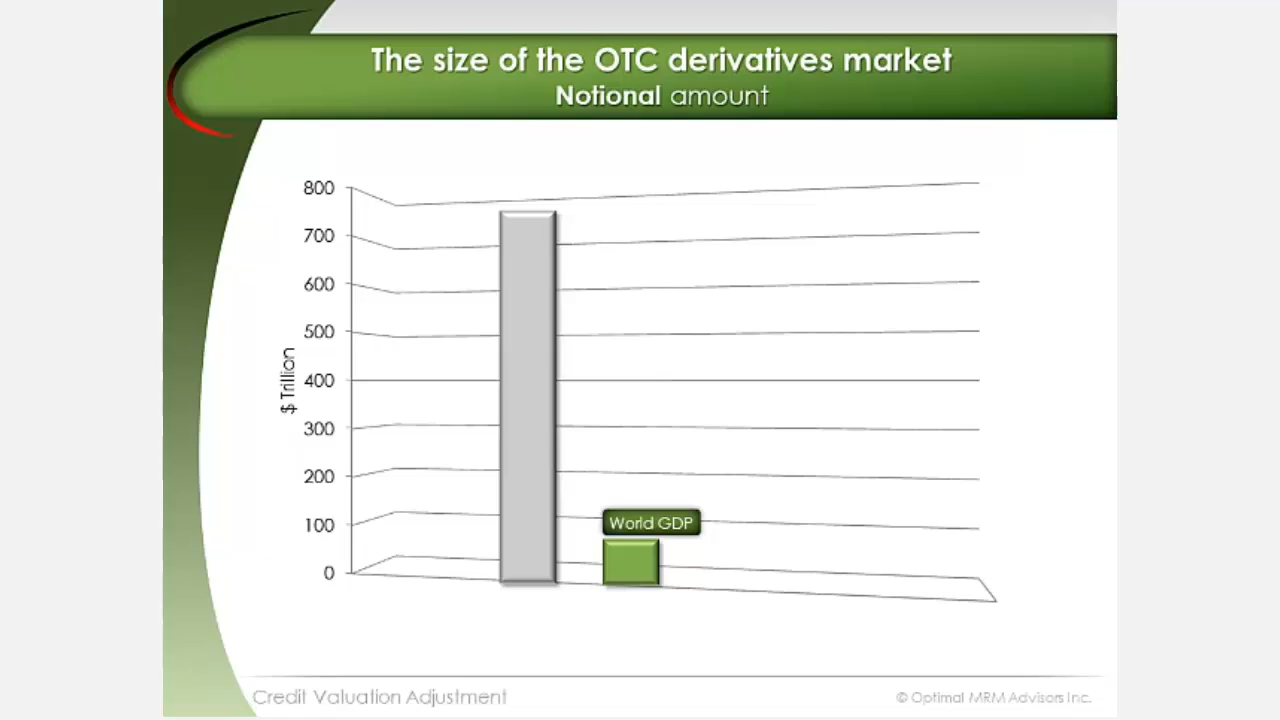 The size of the OTC derivatives market
Notional amount
800
700
600
500
400
300
200
100
0
$ Trillion
World GDP
Credit Valuation Adjustment
© Optimal MRM Advisors Inc.